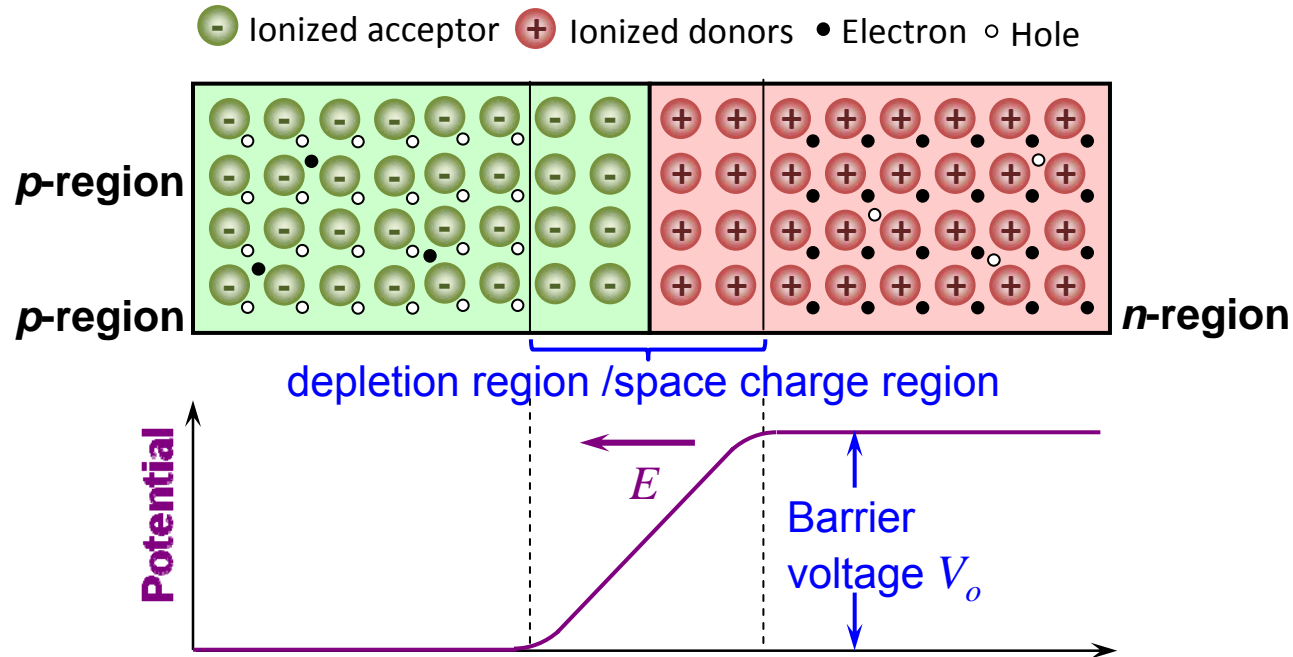 Ionized acceptor Ionized donors Electron Hole
p-region
p-region
n-region
depletion region /space charge region
Potential
E
Barrier
voltage Vo